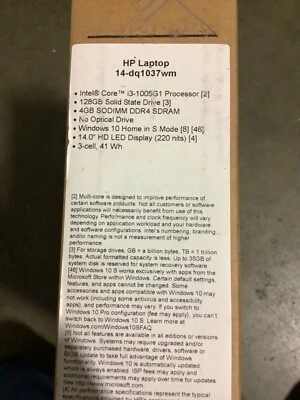 HP Laptop
14-dq1037wm
• Intel® Core™ i3-1005G1 Processor [2]
• 128GB Solid State Drive [3]
• 4GB SODIMM DDR4 SDRAM
• No Optical Drive
• Windows 10 Home in S Mode [8] [46]
• 14.0" HD LED Display (220 nits) [4]
• 3-cell, 41 Wh
[2] Multi-core is designed to improve performance of
certain software products. Not all customers or software
applications will necessarily benefit from use of this
technology. Performance and clock frequency will vary
depending on application workload and your hardware
and software configurations. Intel's numbering, branding
and/or naming is not a measurement of higher
performance
[3] For storage drives, GB = a billion bytes, TB = 1 trillion
bytes. Actual formatted capacity is less. Up to 35GB of
system disk is reserved for system recovery software
[46] Windows 10 S works exclusively with apps from the
Microsoft Store within Windows. Certain default settings,
features, and apps cannot be changed. Some
accessories and apps compatible with Windows 10 may
not work (including some antivirus and accessibility
apps), and performance may vary. If you switch to
Windows 10 Pro configuration (fee may apply), you can't
switch back to Windows 10 S. Learn more at
Windows.com/Windows10SFAQ
Not all features are available in all editions or versions
of Windows. Systems may require upgraded and/or
separately purchased hardware, drivers, software or
BIOS update to take full advantage of Windows
functionality. Windows 10 is automatically updated,
which is always enabled. ISP fees may apply and
additional requirements may apply over time for updates.
See http://www.microsoft.com.
[4] All performance specifications represent the typical
specifications provided by HP's component